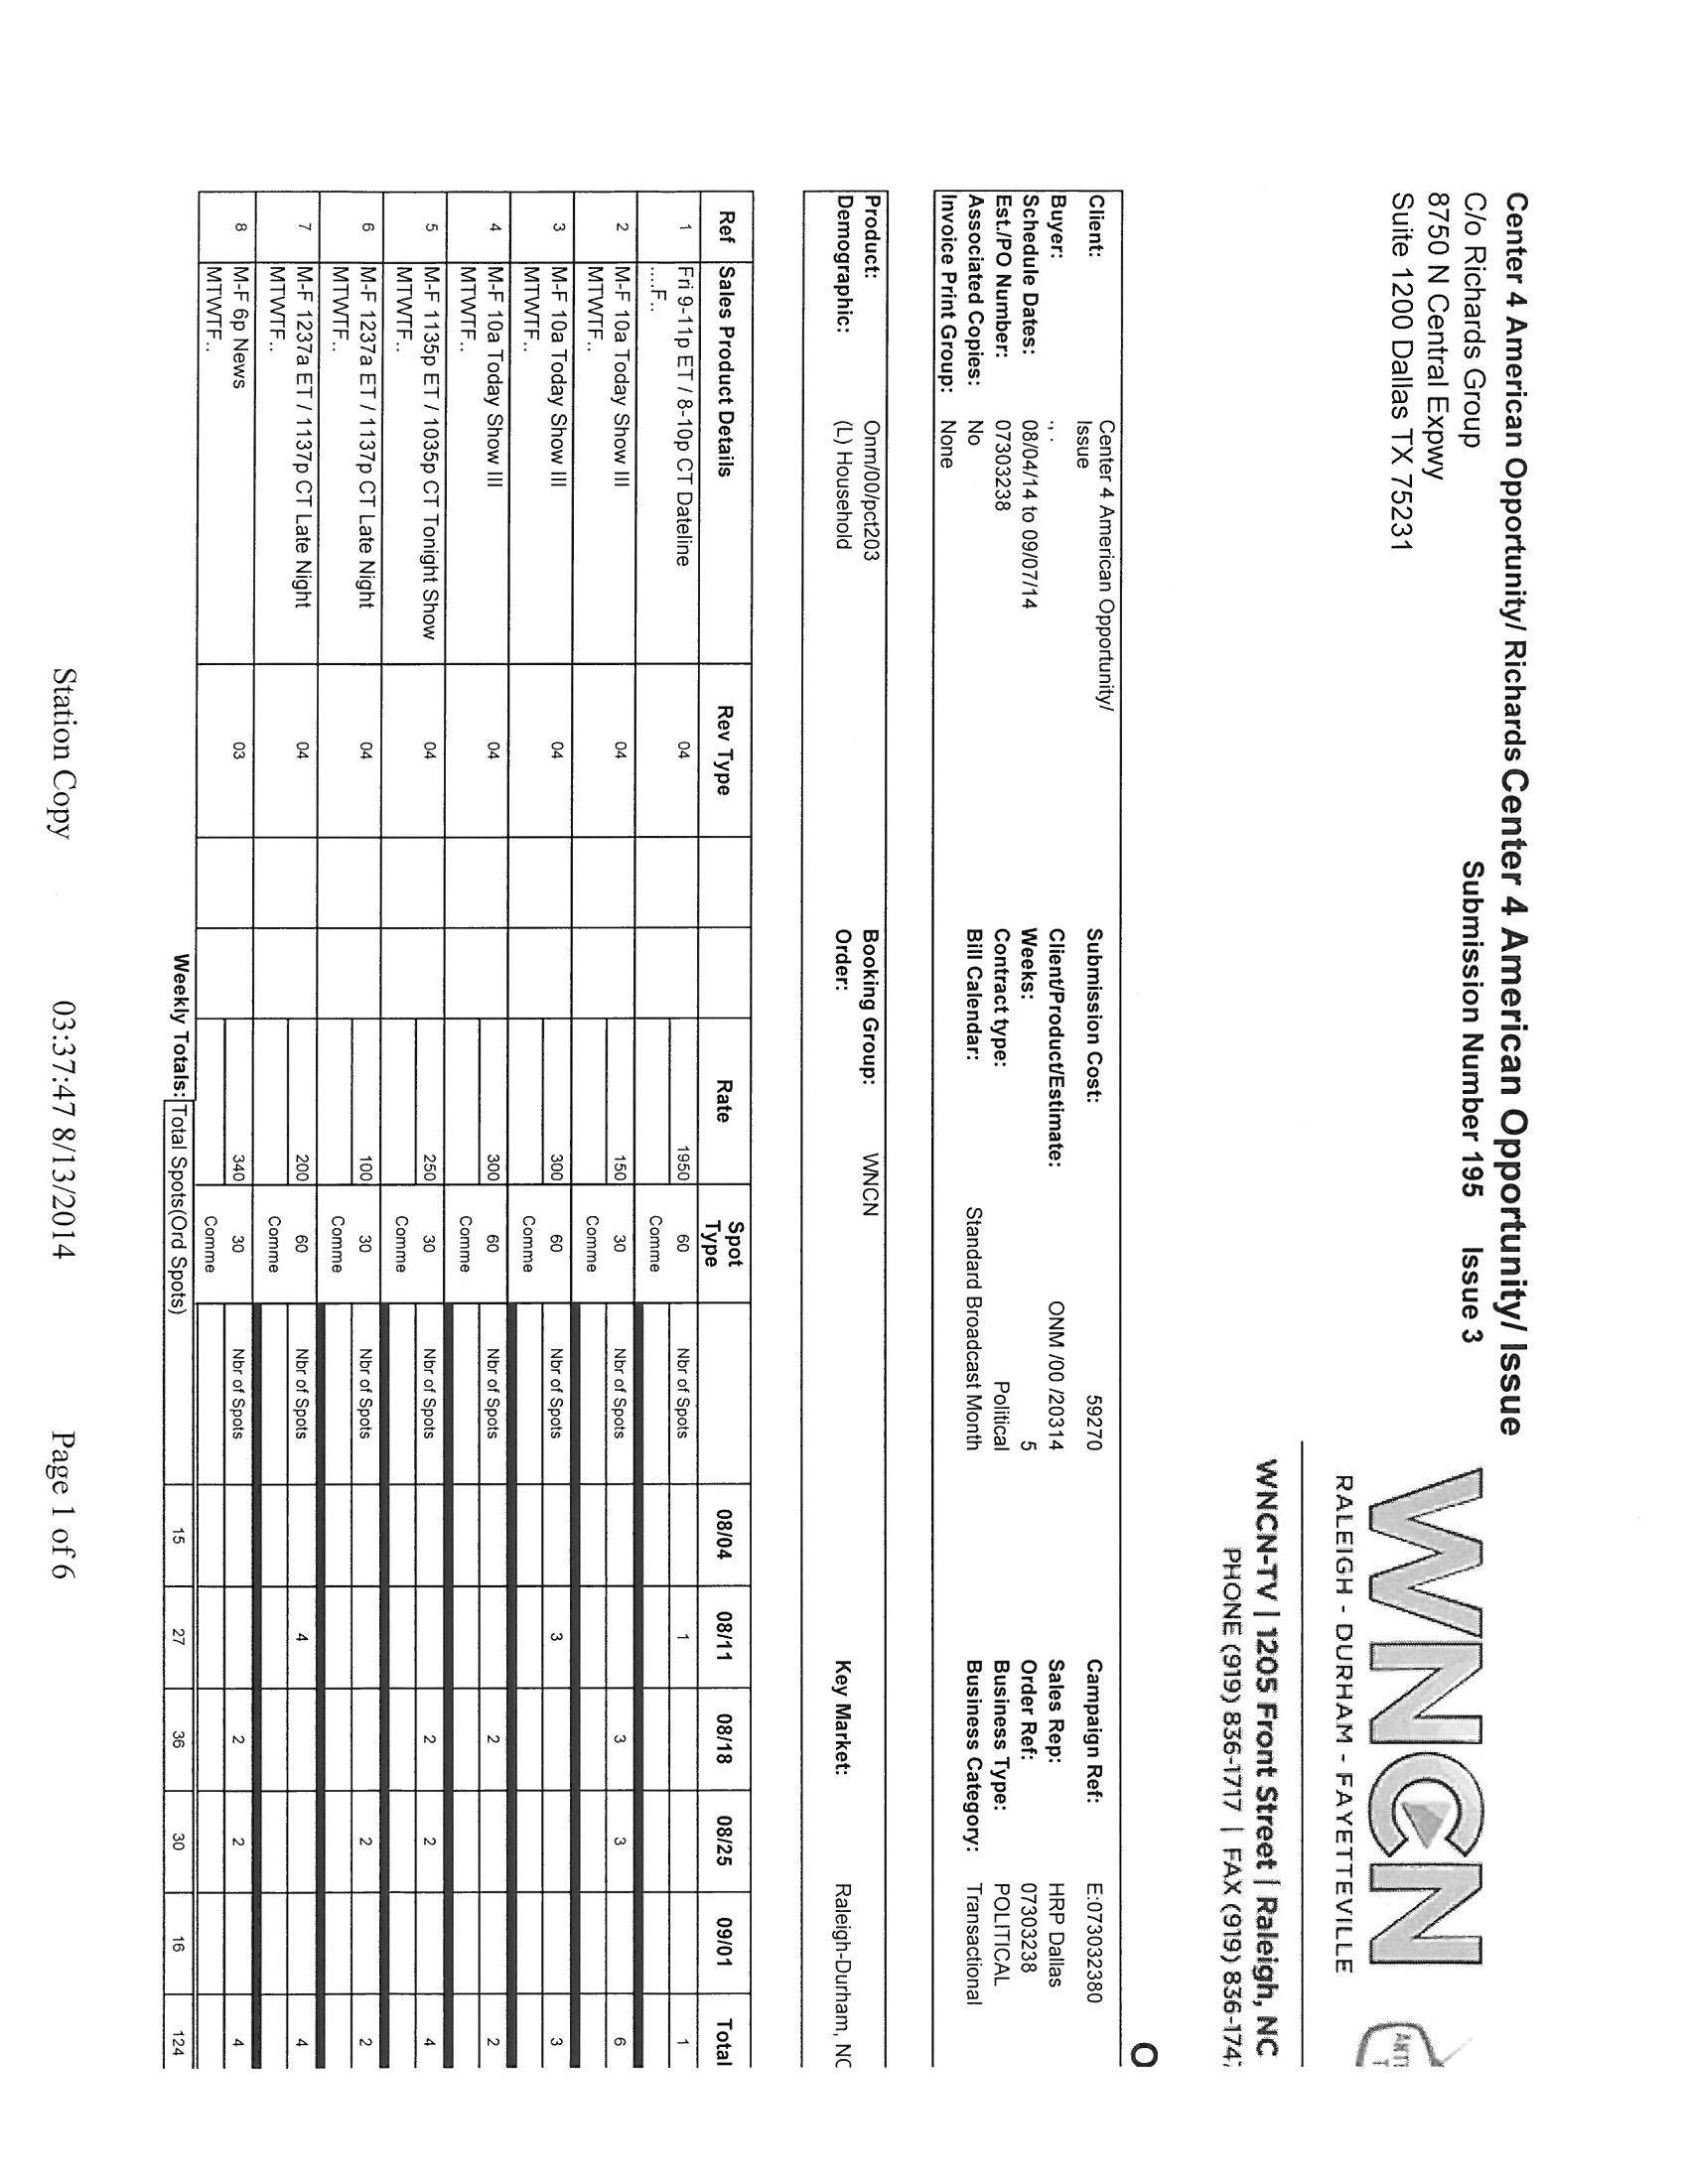 Center 4 American Opportunity/ Richards Center 4 American Opportunity/ Issue
C/o Richards Group
8750 N Central Expwy
Suite 1200 Dallas TX 75231
Submission Number 195 Issue 3
WNCN
RALEIGH - DURHAM - FAYETTEVILLE
WNCN-TV | 1205 Front Street | Raleigh, NC
PHONE (919) 836-1717 | FAX (919) 836-174
O
Client: Center 4 American Opportunity/ Issue Submission Cost: 59270 Campaign Ref: E:073032380
Buyer: , . Client/Product/Estimate: ONM /00 /20314 Sales Rep: HRP Dallas
Schedule Dates: 08/04/14 to 09/07/14 Weeks: 5 Order Ref: 07303238
Est./PO Number: 07303238 Contract type: Political Business Type: POLITICAL
Associated Copies: No Bill Calendar: Standard Broadcast Month Business Category: Transactional
Invoice Print Group: None
Product: Onm/00/pct203 Booking Group: WNCN
Demographic: (L) Household Order: Key Market: Raleigh-Durham, NC
Ref Sales Product Details Rev Type Rate Spot Type 08/04 08/11 08/18 08/25 09/01 Total
1 Fri 9-11p ET / 8-10p CT Dateline 04 1950 60 Nbr of Spots 1 1
....F.. Comme
2 M-F 10a Today Show III 04 150 30 Nbr of Spots 3 3 6
MTWTF.. Comme
3 M-F 10a Today Show III 04 300 60 Nbr of Spots 3 3
MTWTF.. Comme
4 M-F 10a Today Show III 04 300 60 Nbr of Spots 2 2
MTWTF.. Comme
5 M-F 1135p ET / 1035p CT Tonight Show 04 250 30 Nbr of Spots 2 2 4
MTWTF.. Comme
6 M-F 1237a ET / 1137p CT Late Night 04 100 30 Nbr of Spots 2 2
MTWTF.. Comme
7 M-F 1237a ET / 1137p CT Late Night 04 200 60 Nbr of Spots 4 4
MTWTF.. Comme
8 M-F 6p News 03 340 30 Nbr of Spots 2 2 4
MTWTF.. Comme
Weekly Totals: Total Spots(Ord Spots) 15 27 36 30 16 124
Station Copy 03:37:47 8/13/2014 Page 1 of 6